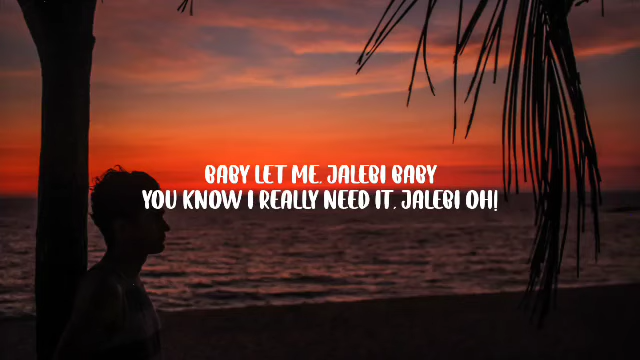 BABY LET ME, JALEBI BABY
YOU KNOW I REALLY NEED IT, JALEBI OH!